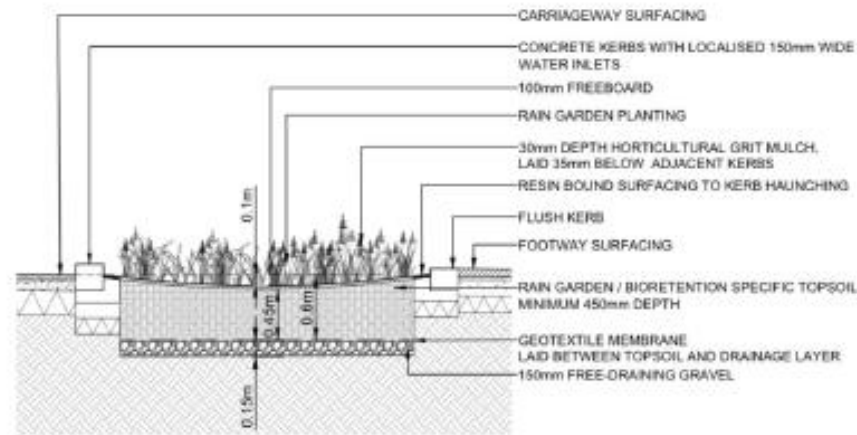 CARRIAGEWAY SURFACING
CONCRETE KERBS WITH LOCALISED 150mm WIDE
WATER INLETS
100mm FREEBOARD
RAIN GARDEN PLANTING
30mm DEPTH HORTICULTURAL GRIT MULCH.
LAID 35mm BELOW ADJACENT KERBS
RESIN BOUND SURFACING TO KERB HAUNCHING
FLUSH KERB
FOOTWAY SURFACING
RAIN GARDEN / BIORETENTION SPECIFIC TOPSOIL
MINIMUM 450mm DEPTH
GEOTEXTILE MEMBRANE
LAID BETWEEN TOPSOIL AND DRAINAGE LAYER
150mm FREE-DRAINING GRAVEL
0.1m
0.45m
0.6m
0.15m